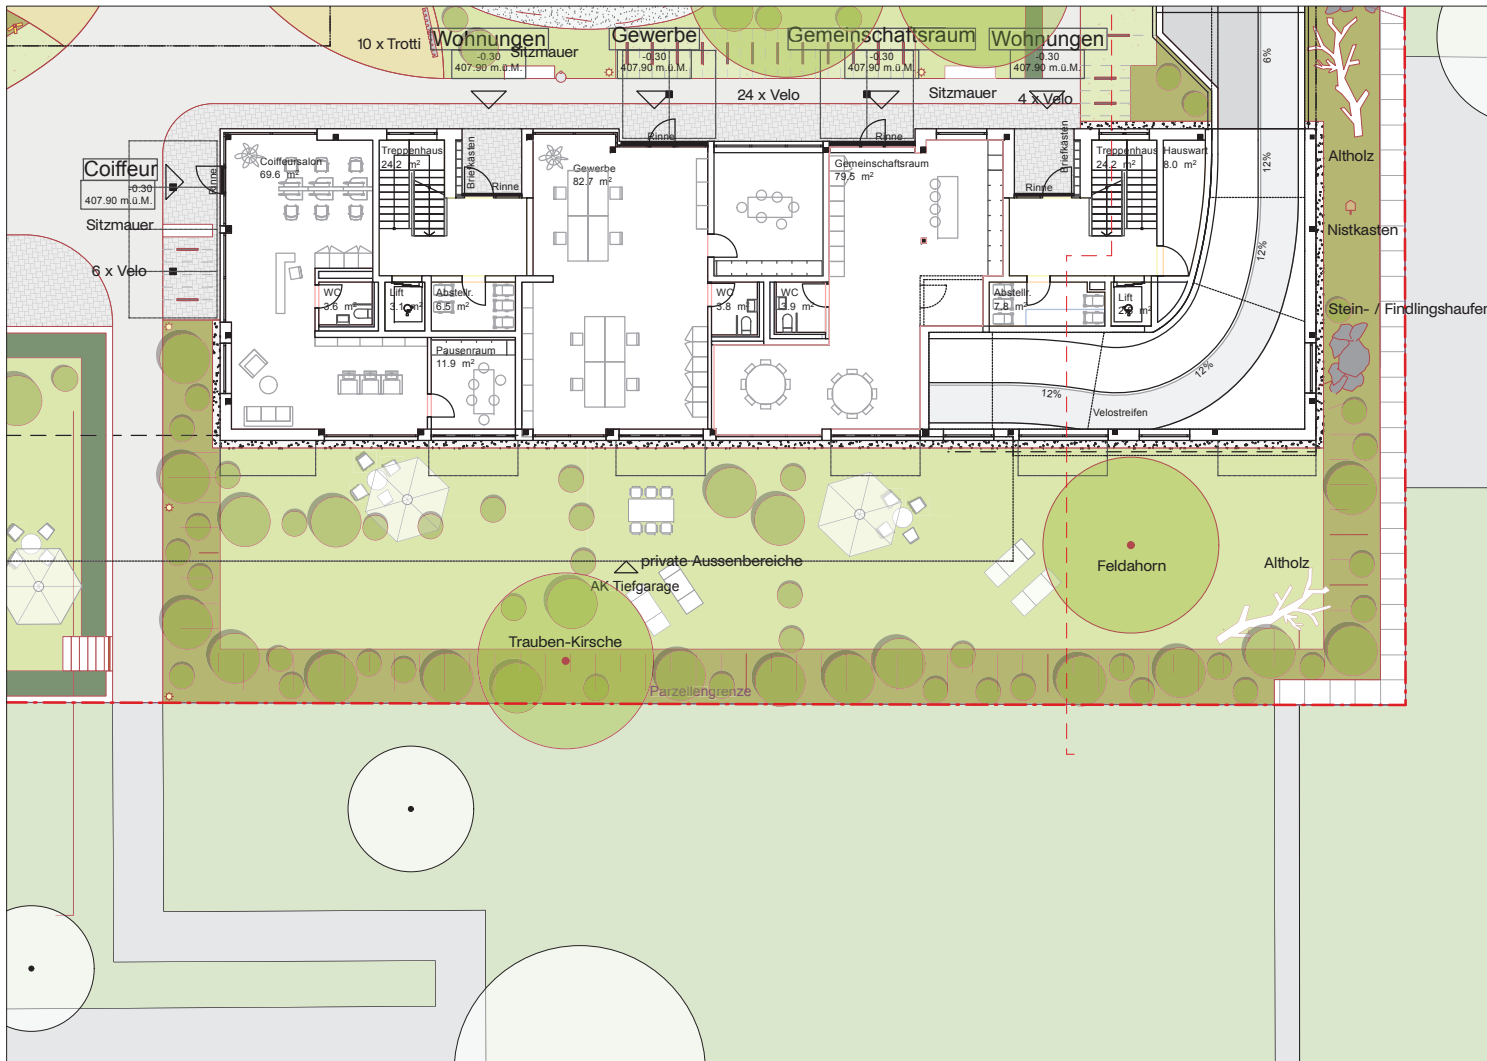 10 x Trotti
Wohnungen
-0.30
407.90 m.ü.M.
Sitzmauer
Gewerbe
-0.30
407.90 m.ü.M.
Gemeinschaftsraum
-0.30
407.90 m.ü.M.
Wohnungen
-0.30
407.90 m.ü.M.
24 x Velo
Sitzmauer
4 x Velo
6%
Coiffeur
-0.30
407.90 m.ü.M.
Sitzmauer
6 x Velo
Rinne
Coiffeursalon
69.6 m²
Treppenhaus
24.2 m²
Briefkästen
Rinne
Gewerbe
82.7 m²
Rinne
Rinne
Gemeinschaftsraum
79.5 m²
Rinne
Briefkästen
Treppenhaus
24.2 m²
Hauswart
8.0 m²
12%
12%
12%
12%
Velostreifen
WC
3.6 m²
Lift
3.1 m²
Abstellr.
6.5 m²
Pausenraum
11.9 m²
WC
3.8 m²
WC
3.9 m²
Abstellr.
7.8 m²
Lift
Altholz
Nistkasten
Stein- / Findlingshaufen
private Aussenbereiche
AK Tiefgarage
Trauben-Kirsche
Feldahorn
Altholz
Parzellengrenze